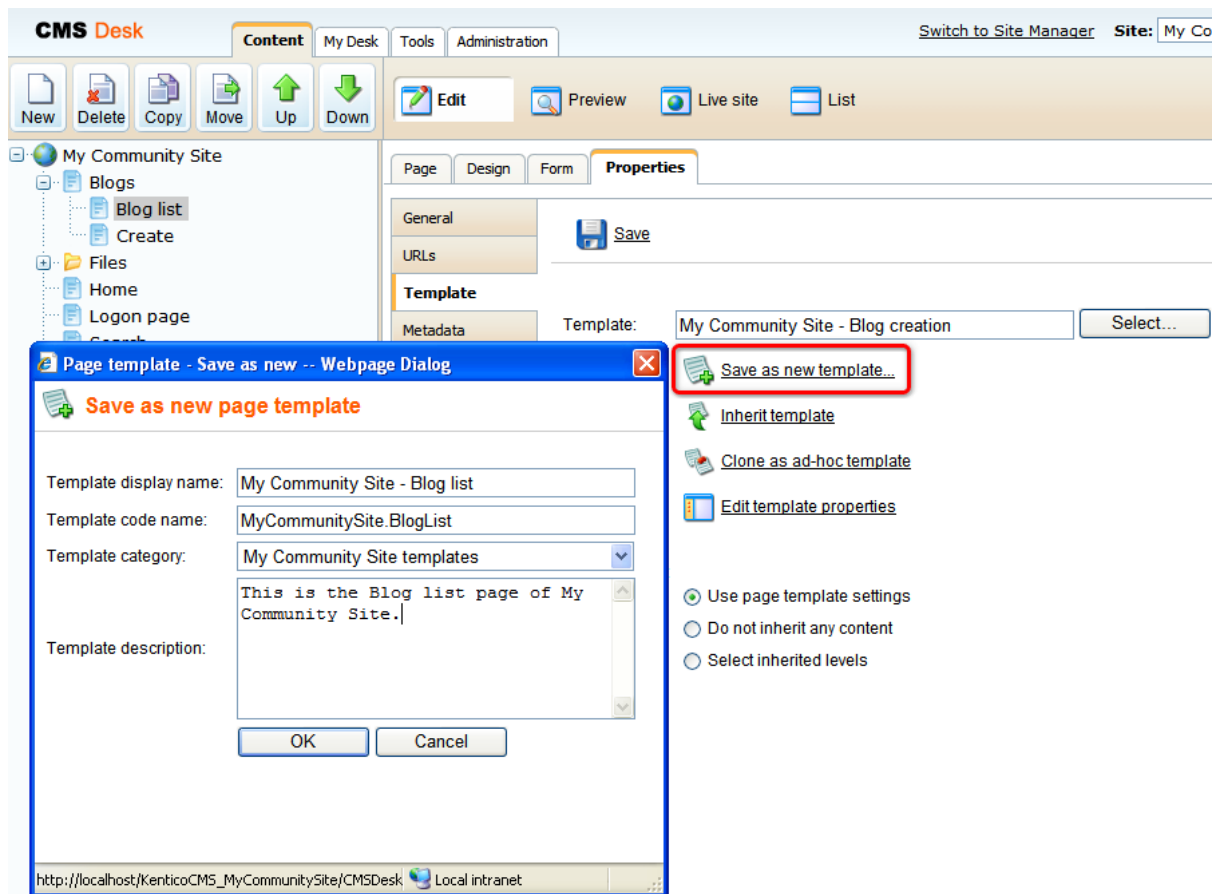 CMS Desk
Content
My Desk
Tools
Administration
Switch to Site Manager
Site: My Co
New
Delete
Copy
Move
Up
Down
Edit
Preview
Live site
List
My Community Site
Blogs
Blog list
Create
Files
Home
Logon page
Page
Design
Form
Properties
General
URLs
Template
Metadata
Save
Template: My Community Site - Blog creation
Select...
Save as new template...
Inherit template
Clone as ad-hoc template
Edit template properties
Use page template settings
Do not inherit any content
Select inherited levels
Page template - Save as new -- Webpage Dialog
Save as new page template
Template display name: My Community Site - Blog list
Template code name: MyCommunitySite.BlogList
Template category: My Community Site templates
Template description:
This is the Blog list page of My
Community Site.
OK
Cancel
http://localhost/KenticoCMS_MyCommunitySite/CMSDesk
Local intranet